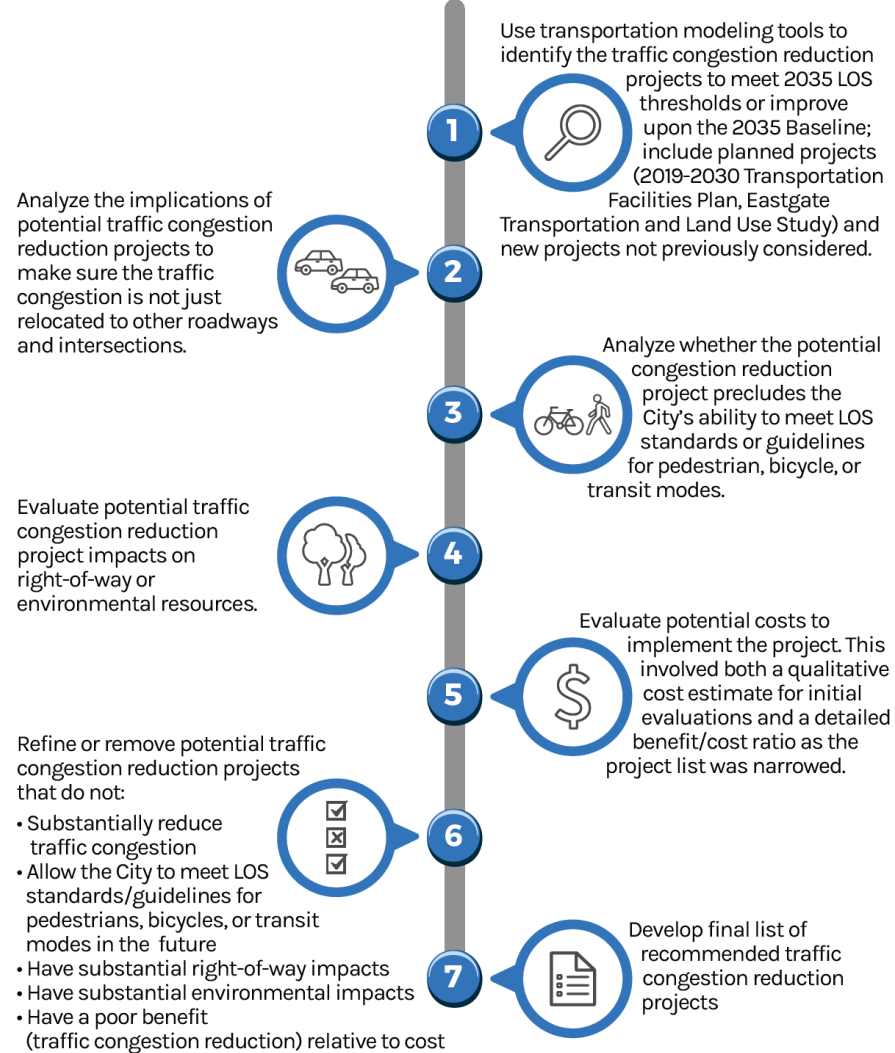 Use transportation modeling tools to
identify the traffic congestion reduction
projects to meet 2035 LOS
thresholds or improve
upon the 2035 Baseline;
include planned projects
(2019-2030 Transportation
Facilities Plan, Eastgate
Transportation and Land Use Study) and
new projects not previously considered.
1
Analyze the implications of
potential traffic congestion
reduction projects to
make sure the traffic
congestion is not just
relocated to other roadways
and intersections.
2
Analyze whether the potential
congestion reduction
project precludes the
City's ability to meet LOS
standards or guidelines
for pedestrian, bicycle, or
transit modes.
3
Evaluate potential traffic
congestion reduction
project impacts on
right-of-way or
environmental resources.
4
Evaluate potential costs to
implement the project. This
involved both a qualitative
cost estimate for initial
evaluations and a detailed
benefit/cost ratio as the
project list was narrowed.
5
Refine or remove potential traffic
congestion reduction projects
that do not:
• Substantially reduce
traffic congestion
• Allow the City to meet LOS
standards/guidelines for
pedestrians, bicycles, or transit
modes in the future
• Have substantial right-of-way impacts
• Have substantial environmental impacts
• Have a poor benefit
(traffic congestion reduction) relative to cost
6
Develop final list of
recommended traffic
congestion reduction
projects
7